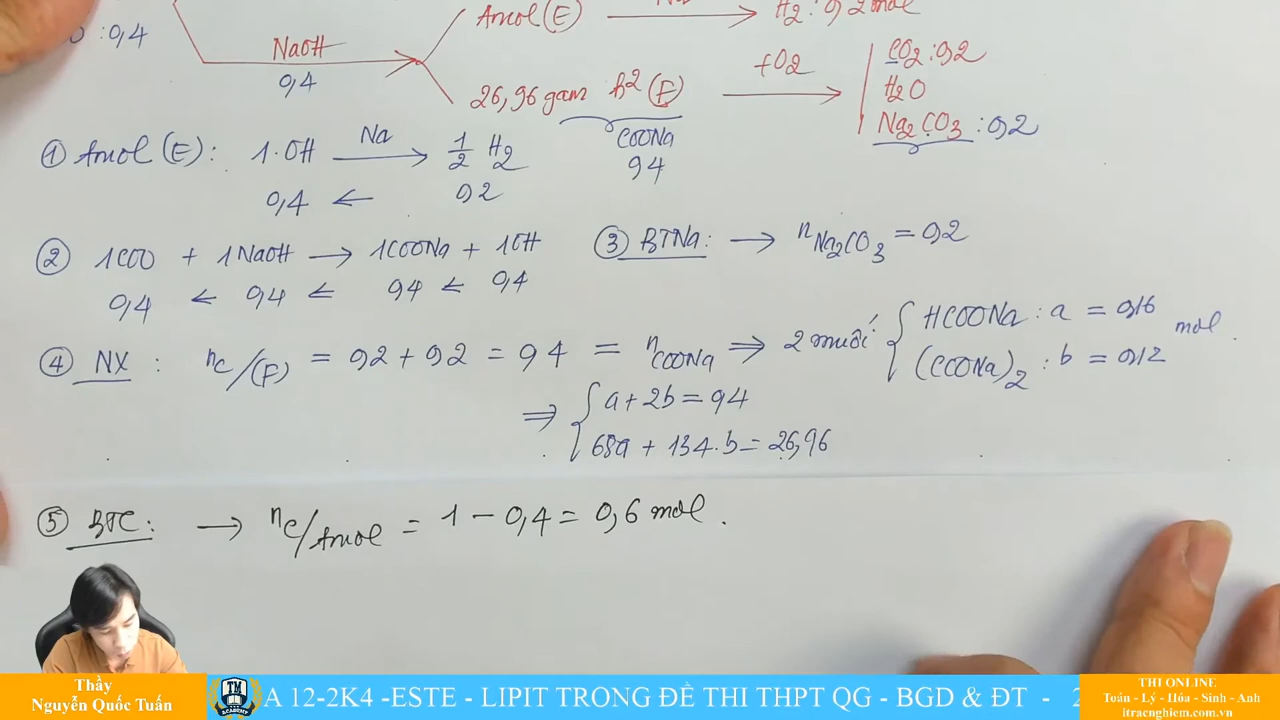 Ancol (E) → H2 : 0,2 mol
: 0,4
NaOH
0,4
26,96 gam h² (F) +O2 → CO2 : 0,2
H2O
Na2CO3 : 0,2
COONa
0,4
① Ancol (E) : 1.OH Na → 1/2 H2
0,4 ← 0,2
② 1COO + 1NaOH → 1COONa + 1OH
0,4 ← 0,4 ← 0,4 ← 0,4
③ BTNa : → nNa2CO3 = 0,2
④ NX : nC/(F) = 0,2 + 0,2 = 0,4 = nCOONa ⇒ 2 muối { HCOONa : a = 0,16
(COONa)2 : b = 0,12 mol
⇒ { a + 2b = 0,4
68a + 134.b = 26,96
⑤ BTC : → nC/Ancol = 1 - 0,4 = 0,6 mol.
Thầy
Nguyễn Quốc Tuấn
TM
ACADEMY
A 12-2K4 -ESTE - LIPIT TRONG ĐỀ THI THPT QG - BGD & ĐT - 2
THI ONLINE
Toán - Lý - Hóa - Sinh - Anh
itracnghiem.com.vn